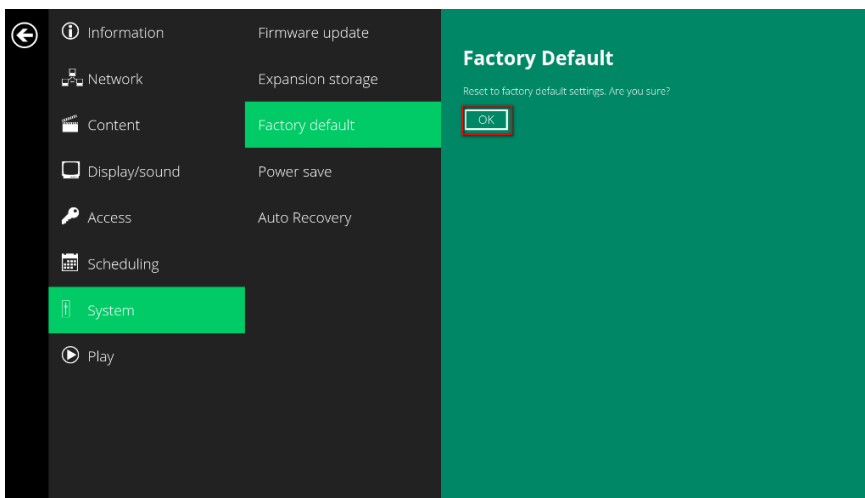 Information
Network
Content
Display/sound
Access
Scheduling
System
Play
Firmware update
Expansion storage
Factory default
Power save
Auto Recovery
Factory Default
Reset to factory default settings. Are you sure?
OK